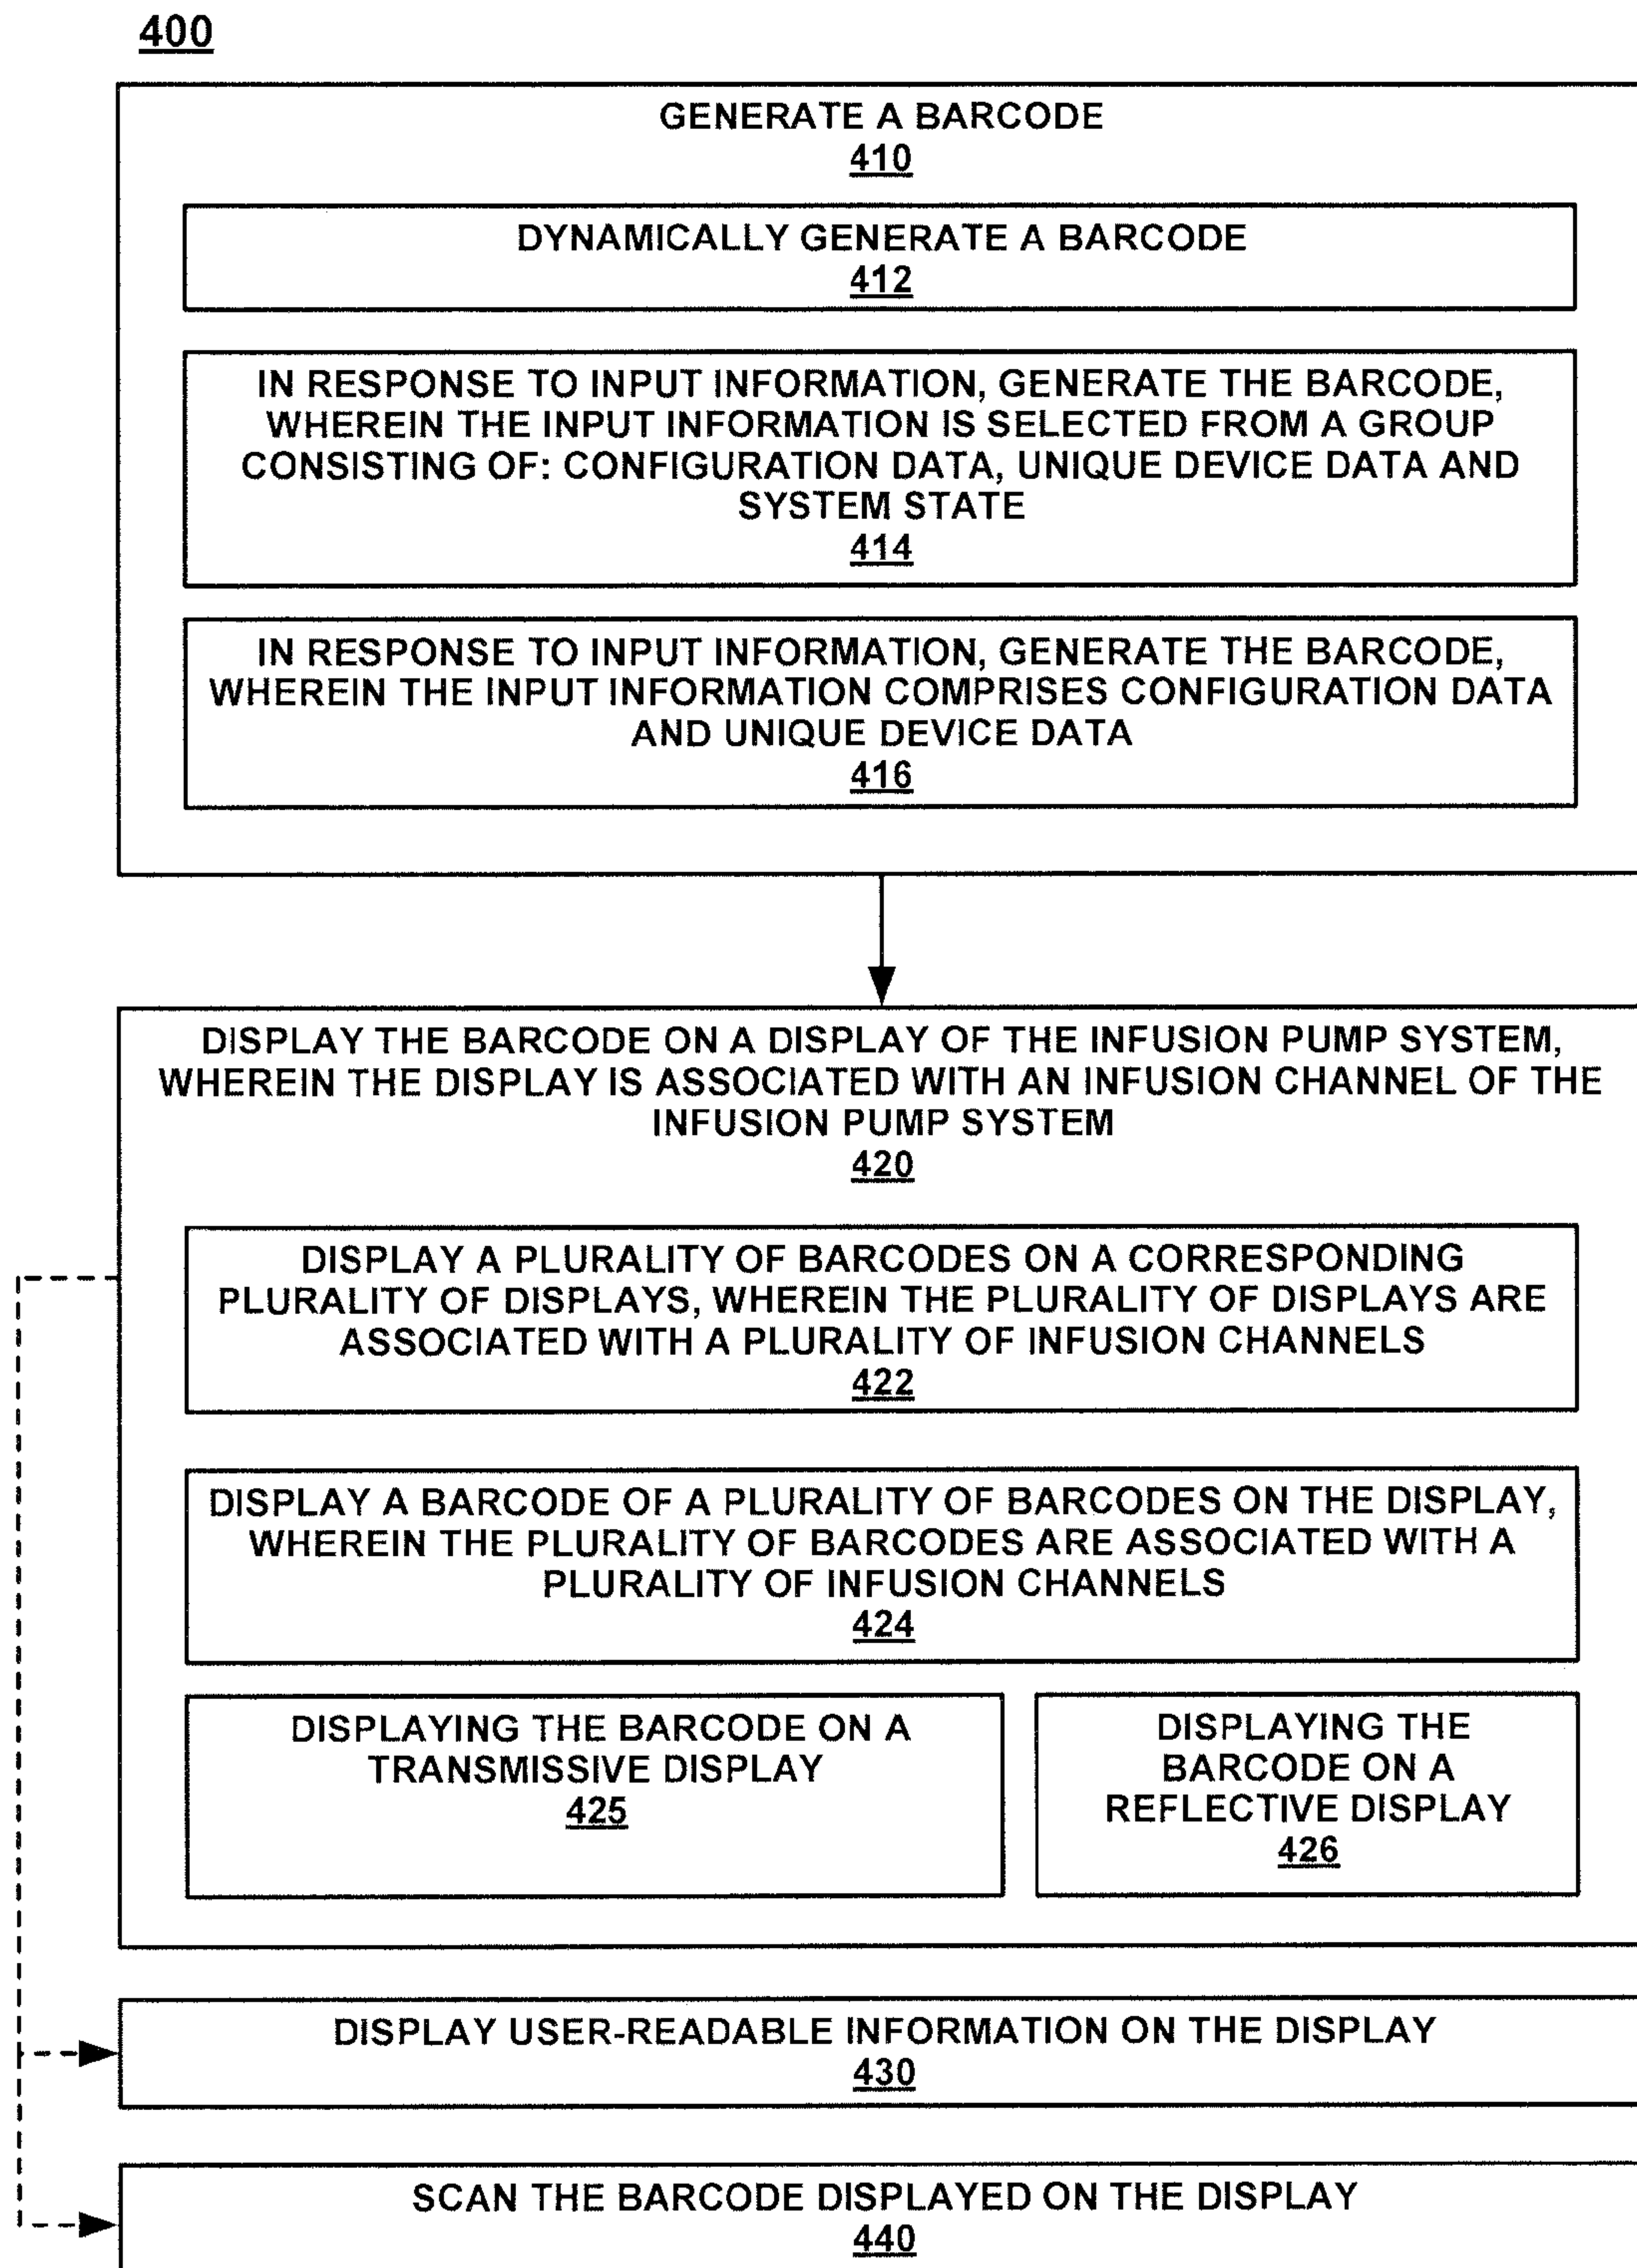 400
GENERATE A BARCODE
410
DYNAMICALLY GENERATE A BARCODE
412
IN RESPONSE TO INPUT INFORMATION, GENERATE THE BARCODE,
WHEREIN THE INPUT INFORMATION IS SELECTED FROM A GROUP
CONSISTING OF: CONFIGURATION DATA, UNIQUE DEVICE DATA AND
SYSTEM STATE
414
IN RESPONSE TO INPUT INFORMATION, GENERATE THE BARCODE,
WHEREIN THE INPUT INFORMATION COMPRISES CONFIGURATION DATA
AND UNIQUE DEVICE DATA
416
DISPLAY THE BARCODE ON A DISPLAY OF THE INFUSION PUMP SYSTEM,
WHEREIN THE DISPLAY IS ASSOCIATED WITH AN INFUSION CHANNEL OF THE
INFUSION PUMP SYSTEM
420
DISPLAY A PLURALITY OF BARCODES ON A CORRESPONDING
PLURALITY OF DISPLAYS, WHEREIN THE PLURALITY OF DISPLAYS ARE
ASSOCIATED WITH A PLURALITY OF INFUSION CHANNELS
422
DISPLAY A BARCODE OF A PLURALITY OF BARCODES ON THE DISPLAY,
WHEREIN THE PLURALITY OF BARCODES ARE ASSOCIATED WITH A
PLURALITY OF INFUSION CHANNELS
424
DISPLAYING THE BARCODE ON A
TRANSMISSIVE DISPLAY
425
DISPLAYING THE
BARCODE ON A
REFLECTIVE DISPLAY
426
DISPLAY USER-READABLE INFORMATION ON THE DISPLAY
430
SCAN THE BARCODE DISPLAYED ON THE DISPLAY
440